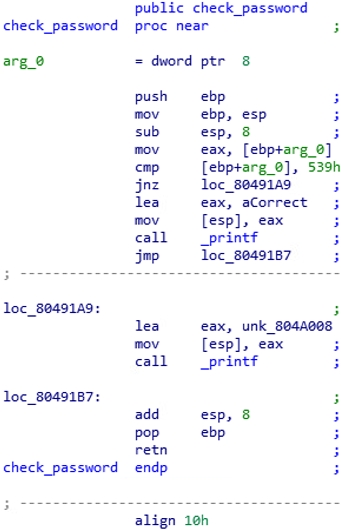 public check_password
check_password proc near ;
arg_0 = dword ptr 8
push ebp ;
mov ebp, esp ;
sub esp, 8 ;
mov eax, [ebp+arg_0]
cmp [ebp+arg_0], 539h
jnz loc_80491A9 ;
lea eax, aCorrect ;
mov [esp], eax ;
call _printf ;
jmp loc_80491B7 ;
; ---------------------------------------
loc_80491A9: ;
lea eax, unk_804A008
mov [esp], eax ;
call _printf ;
loc_80491B7: ;
add esp, 8 ;
pop ebp ;
retn ;
check_password endp ;
; ---------------------------------------
align 10h